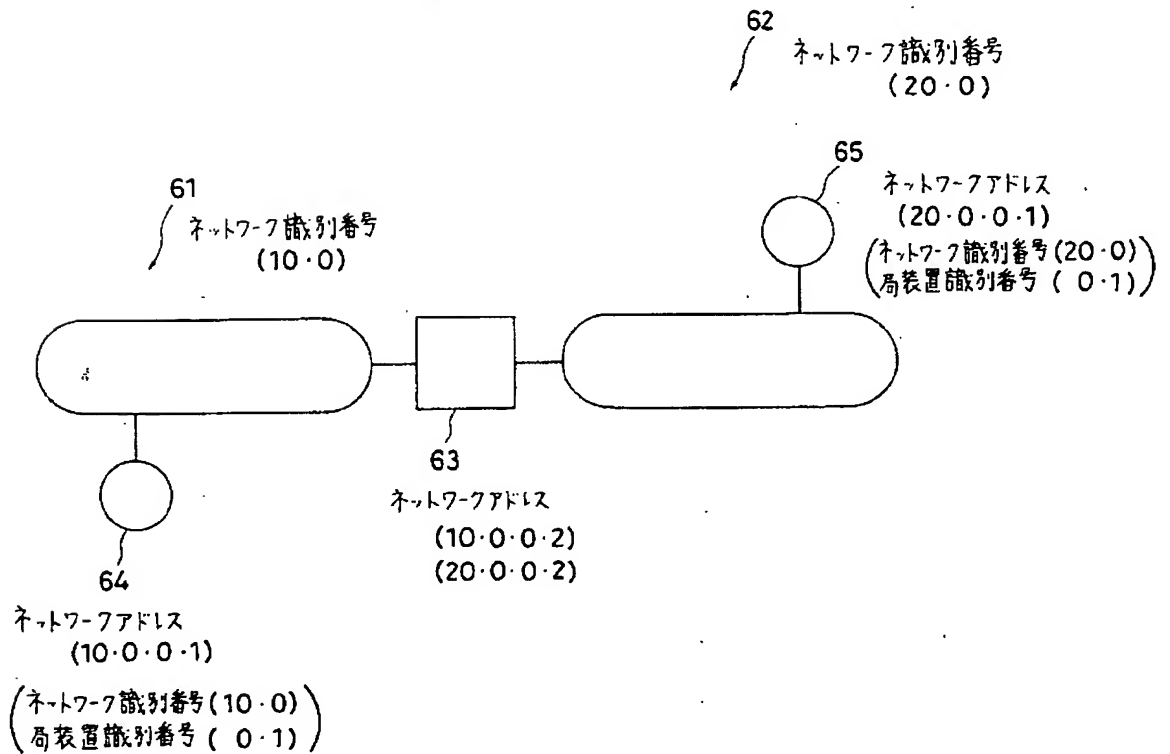 62
ネットワーク識別番号
(20・0)
65
ネットワークアドレス
(20・0・0・1)
(ネットワーク識別番号(20・0)
局装置識別番号( 0・1))
61
ネットワーク識別番号
(10・0)
63
ネットワークアドレス
(10・0・0・2)
(20・0・0・2)
64
ネットワークアドレス
(10・0・0・1)
(ネットワーク識別番号(10・0)
局装置識別番号( 0・1))